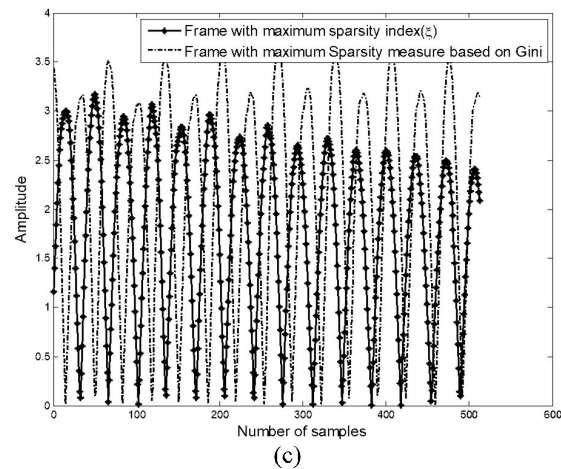 Frame with maximum sparsity index(ξ)
Frame with maximum Sparsity measure based on Gini
4
3.5
3
2.5
2
1.5
1
0.5
0
Amplitude
0 100 200 300 400 500 600
Number of samples
(c)